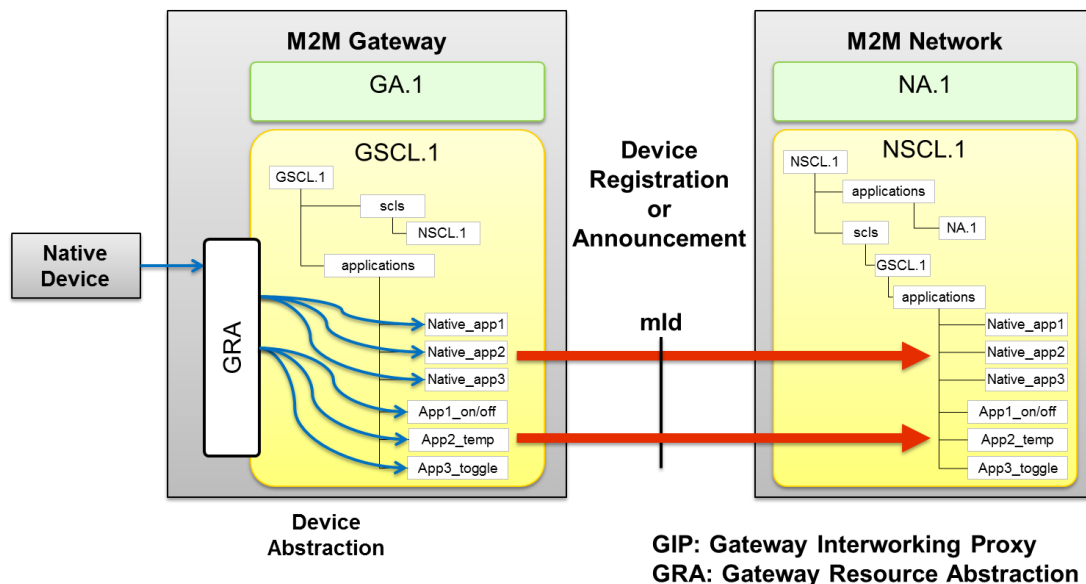 M2M Gateway
GA.1
GSCL.1
GSCL.1
scls
NSCL.1
applications
Native_app1
Native_app2
Native_app3
App1_on/off
App2_temp
App3_toggle
Native
Device
GRA
Device
Abstraction
Device
Registration
or
Announcement
mId
M2M Network
NA.1
NSCL.1
NSCL.1
applications
NA.1
scls
GSCL.1
applications
Native_app1
Native_app2
Native_app3
App1_on/off
App2_temp
App3_toggle
GIP: Gateway Interworking Proxy
GRA: Gateway Resource Abstraction